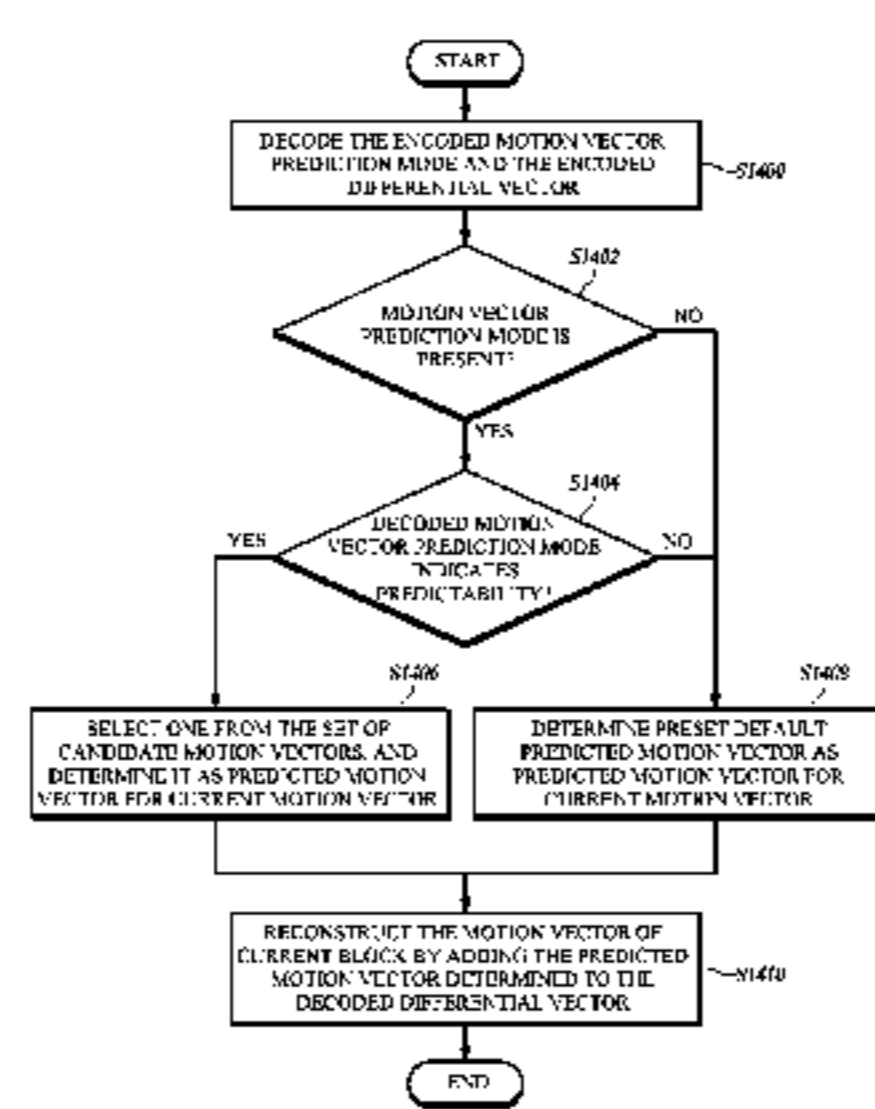 START
DECODE THE ENCODED MOTION VECTOR
PREDICTION MODE AND THE ENCODED
DIFFERENTIAL VECTOR
S1400
S1402
MOTION VECTOR
PREDICTION MODE IS
PRESENT?
NO
YES
S1404
DECODED MOTION
VECTOR PREDICTION MODE
INDICATES
PREDICTABILITY?
YES
NO
S1406
SELECT ONE FROM THE SET OF
CANDIDATE MOTION VECTORS, AND
DETERMINE IT AS PREDICTED MOTION
VECTOR FOR CURRENT MOTION VECTOR
DETERMINE PRESET DEFAULT
PREDICTED MOTION VECTOR AS
PREDICTED MOTION VECTOR FOR
CURRENT MOTION VECTOR
RECONSTRUCT THE MOTION VECTOR OF
CURRENT BLOCK BY ADDING THE PREDICTED
MOTION VECTOR DETERMINED TO THE
DECODED DIFFERENTIAL VECTOR
S1410
END